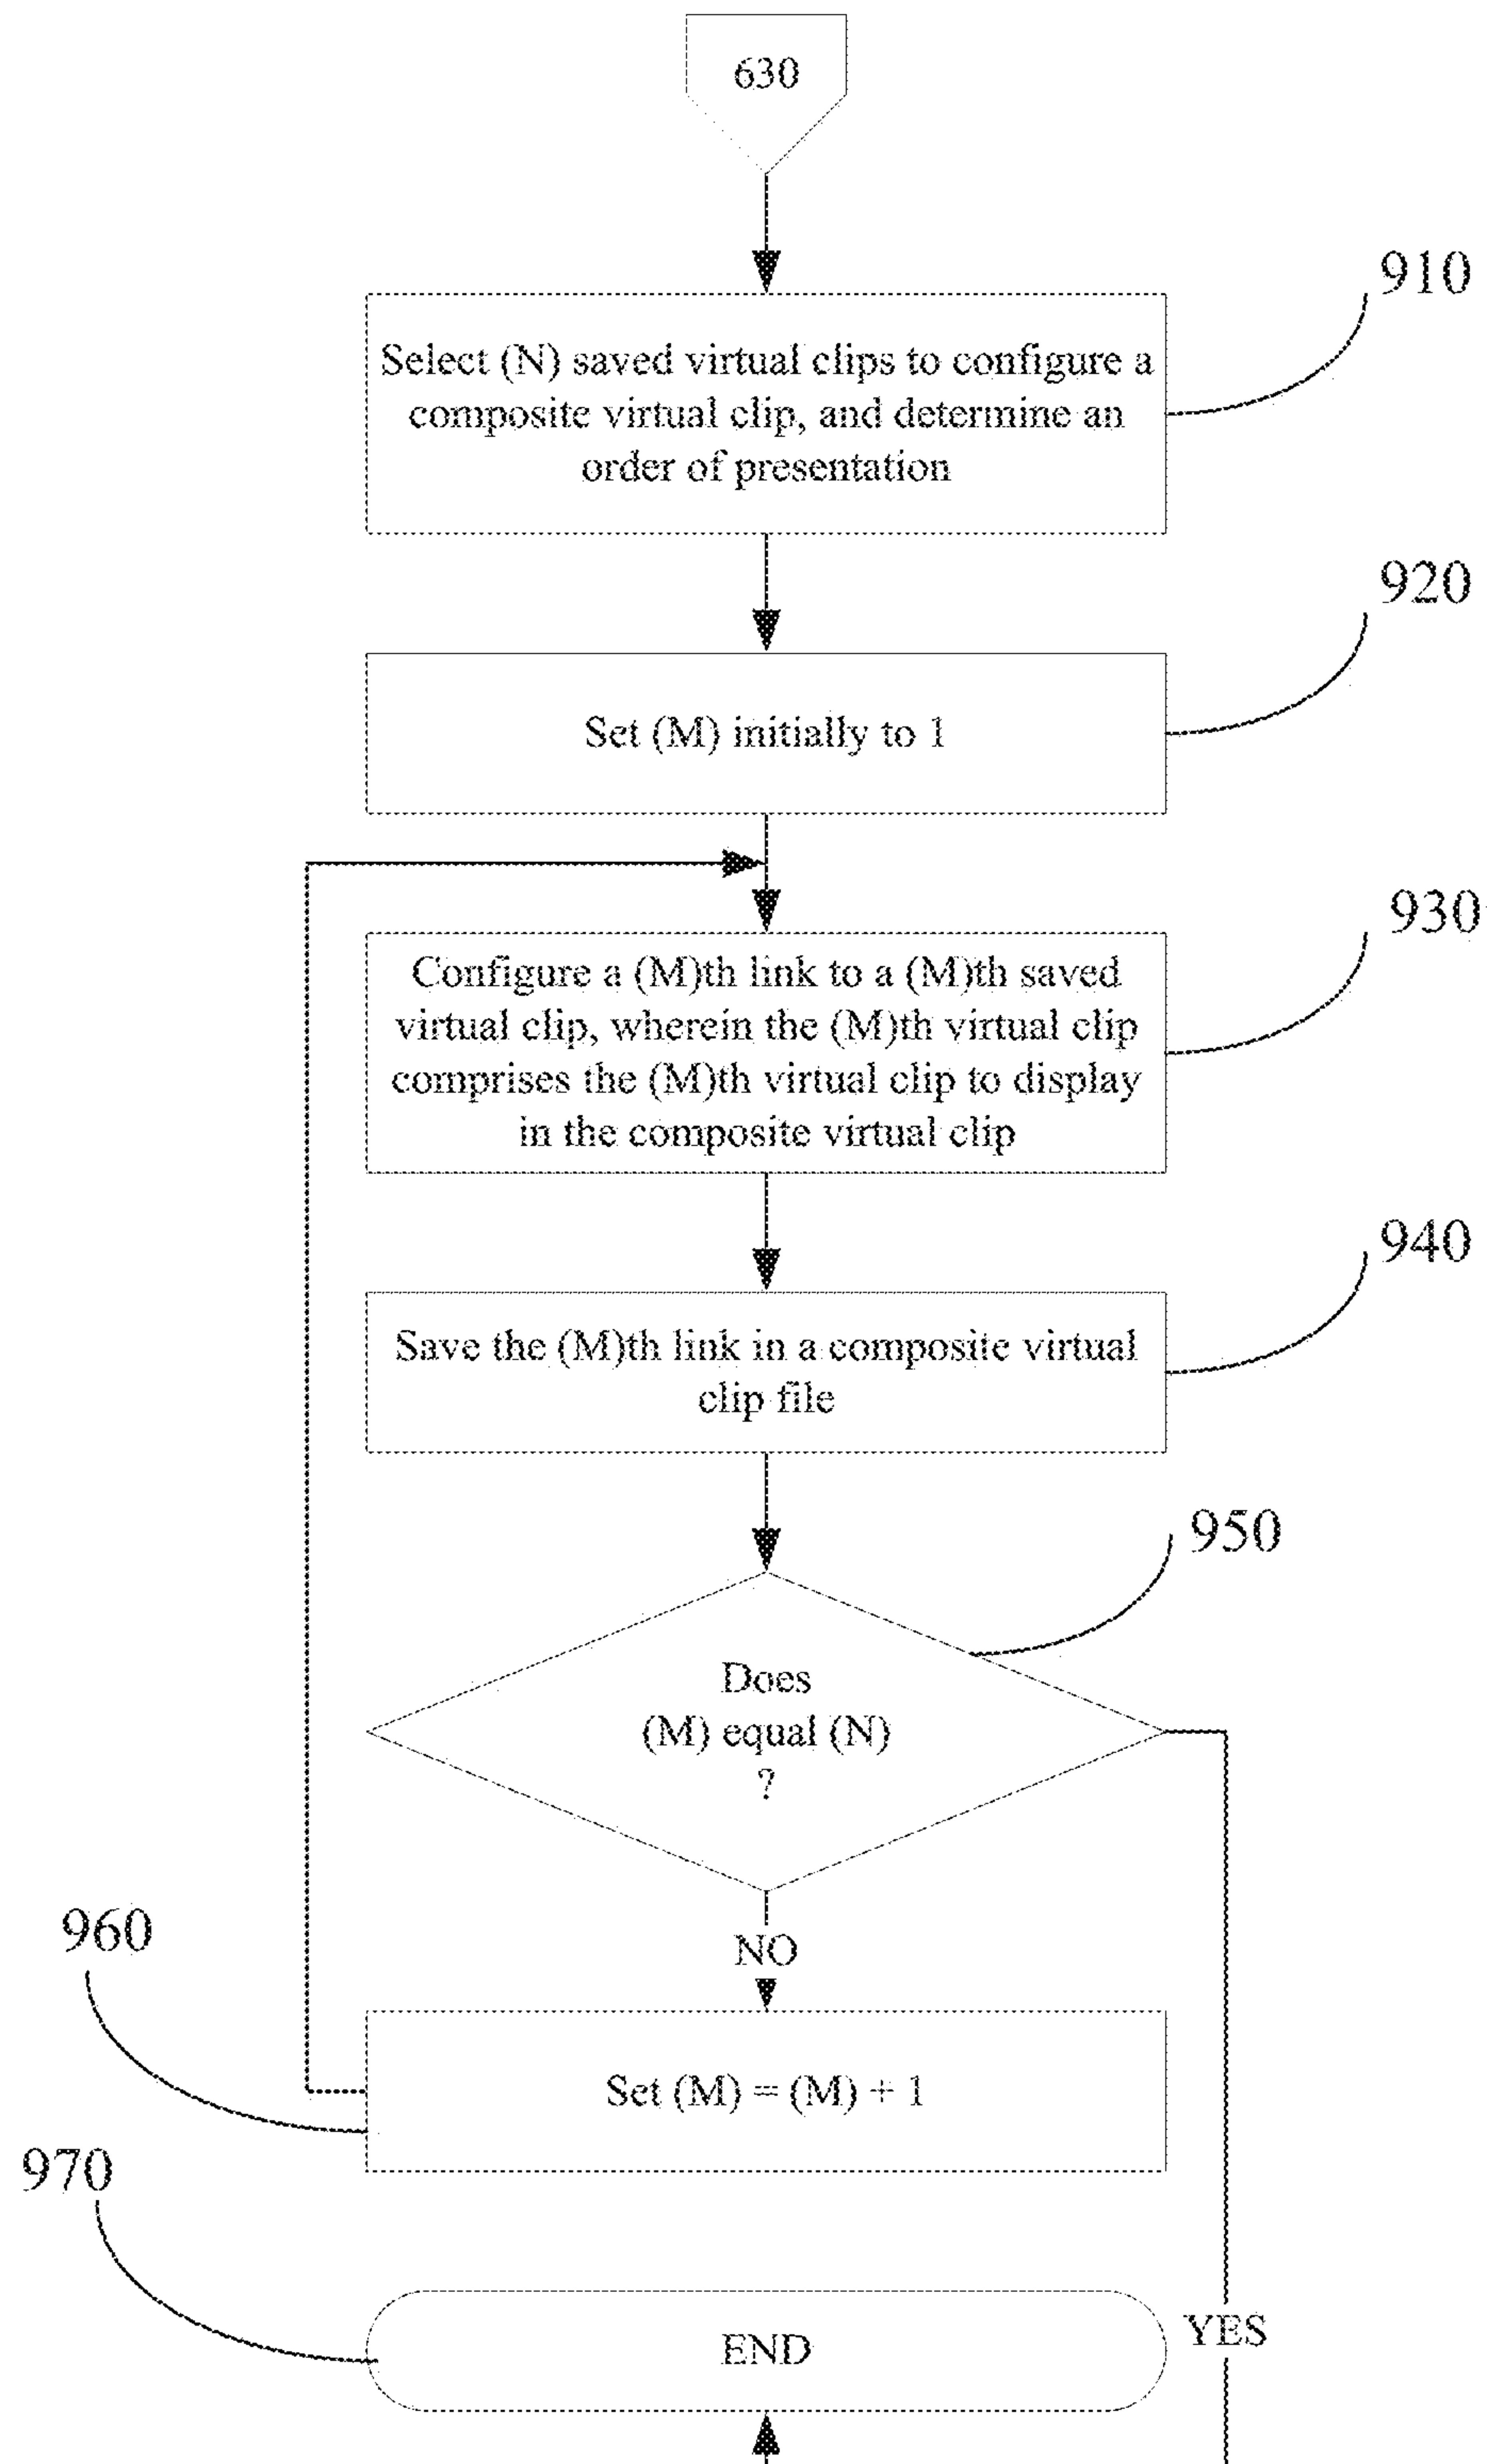 630
910
Select (N) saved virtual clips to configure a
composite virtual clip, and determine an
order of presentation
920
Set (M) initially to 1
930
Configure a (M)th link to a (M)th saved
virtual clip, wherein the (M)th virtual clip
comprises the (M)th virtual clip to display
in the composite virtual clip
940
Save the (M)th link in a composite virtual
clip file
950
Does
(M) equal (N)
?
NO
960
Set (M) = (M) + 1
970
END
YES